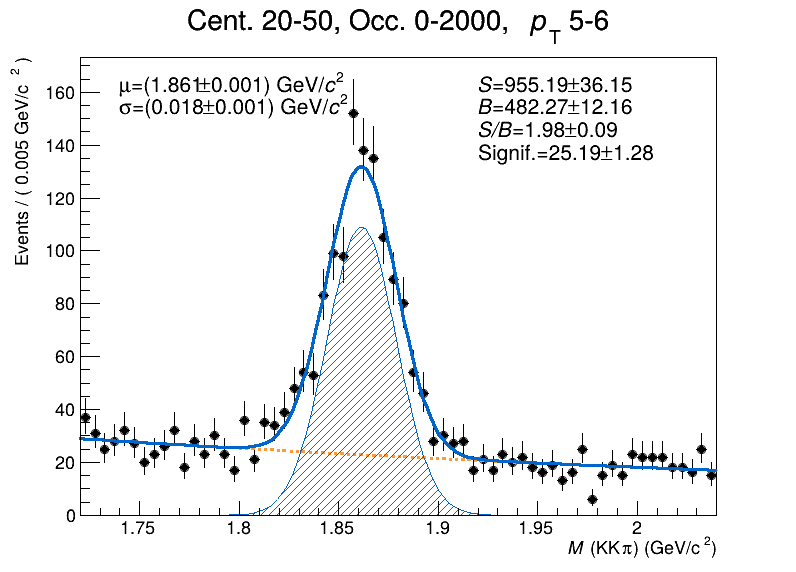 Cent. 20-50, Occ. 0-2000, pT 5-6
μ=(1.861±0.001) GeV/c²
σ=(0.018±0.001) GeV/c²
S=955.19±36.15
B=482.27±12.16
S/B=1.98±0.09
Signif.=25.19±1.28
Events / ( 0.005 GeV/c ² )
160
140
120
100
80
60
40
20
0
1.75 1.8 1.85 1.9 1.95 2
M (KKπ) (GeV/c²)